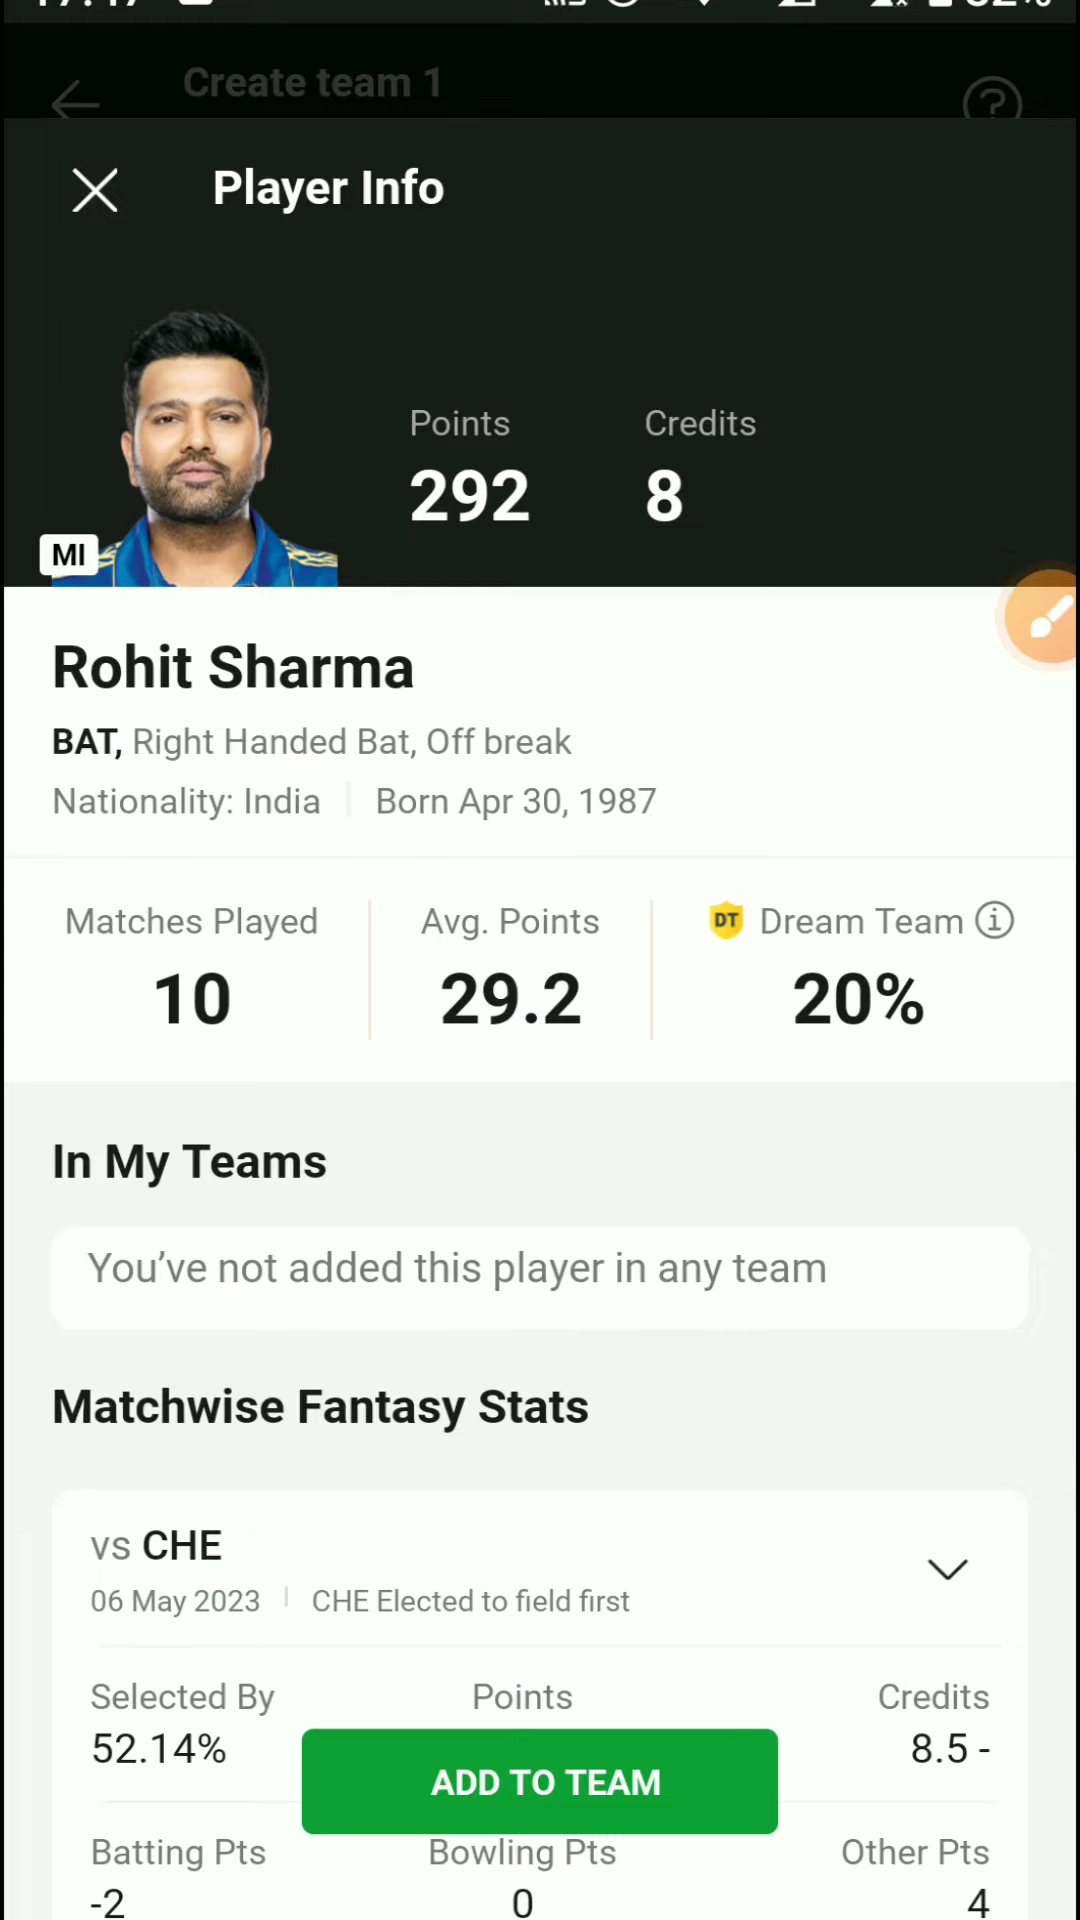 Create team 1
Player Info
Points Credits
292 8
MI
Rohit Sharma
BAT, Right Handed Bat, Off break
Nationality: India Born Apr 30, 1987
Matches Played Avg. Points DT Dream Team
10 29.2 20%
In My Teams
You’ve not added this player in any team
Matchwise Fantasy Stats
vs CHE
06 May 2023 CHE Elected to field first
Selected By Points Credits
52.14% 8.5 -
ADD TO TEAM
Batting Pts Bowling Pts Other Pts
-2 0 4